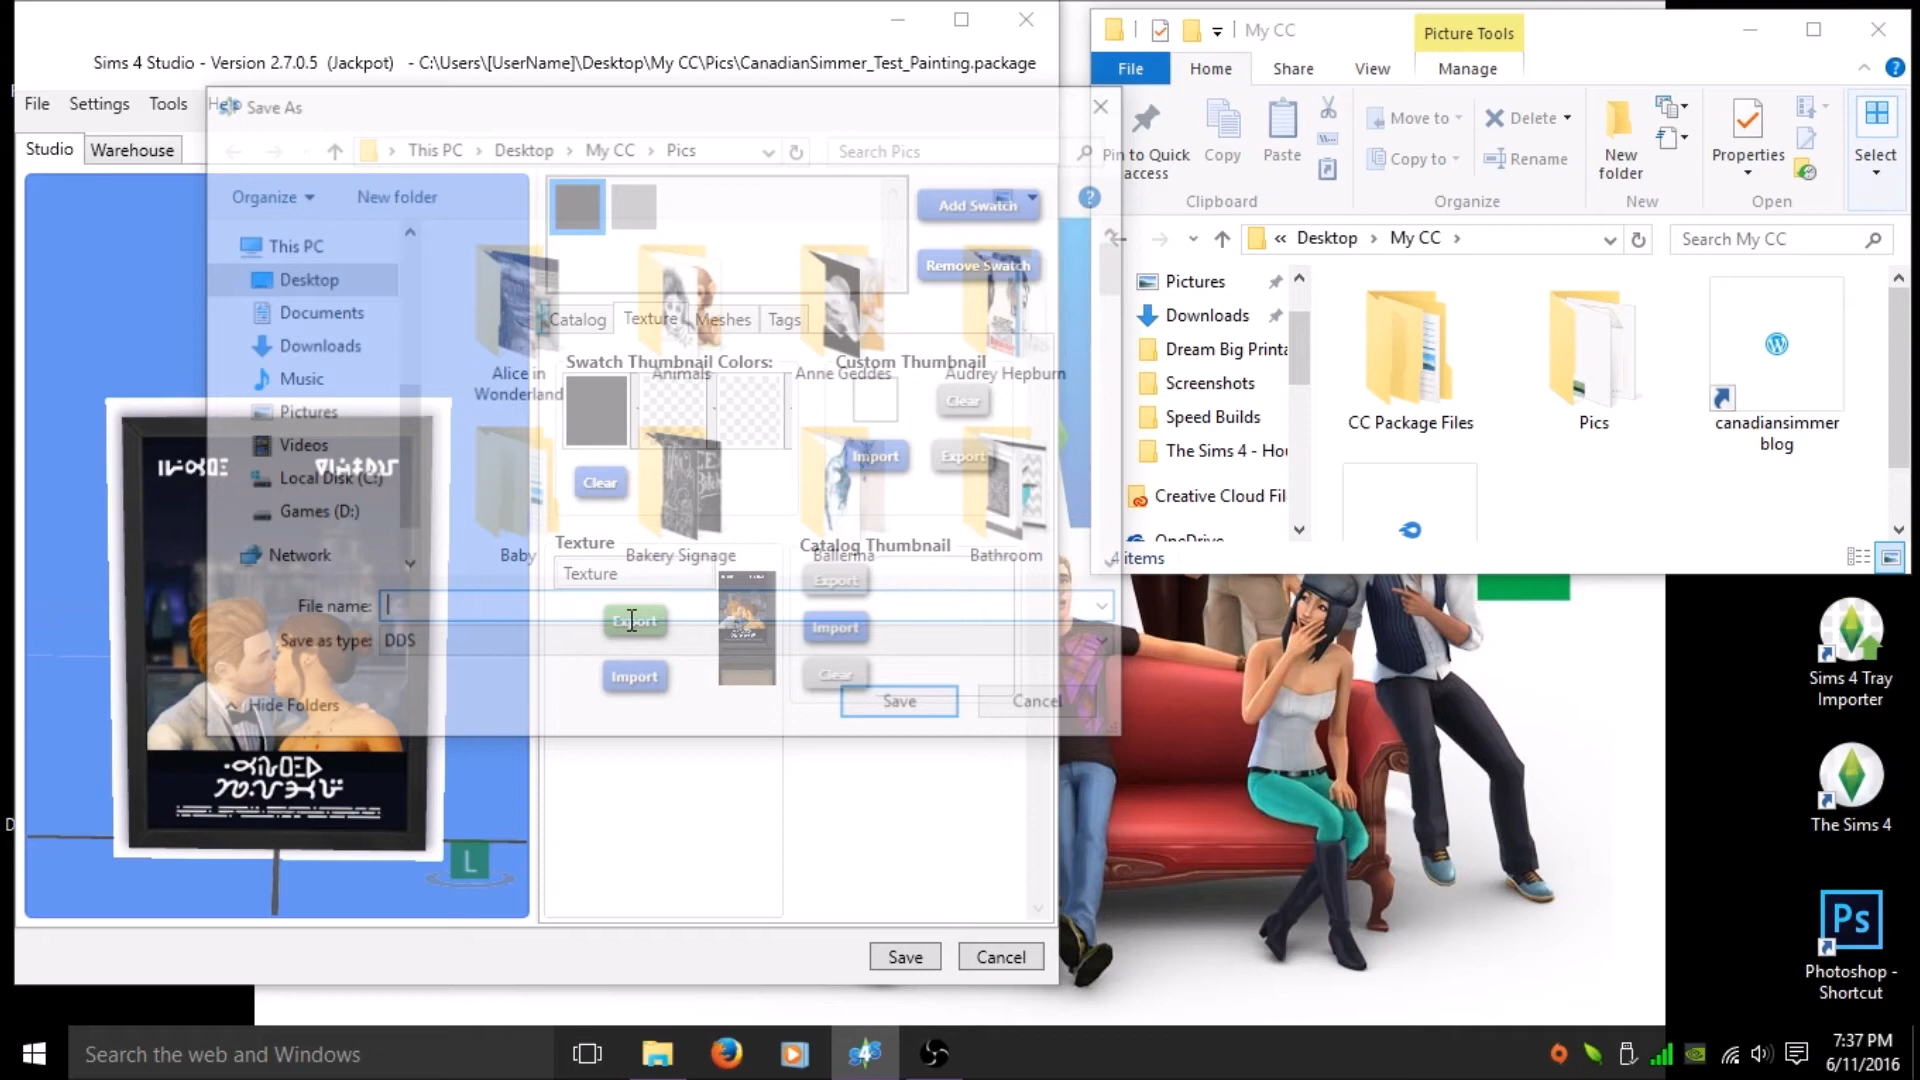 Sims 4 Studio - Version 2.7.0.5 (Jackpot) - C:\Users\[UserName]\Desktop\My CC\Pics\CanadianSimmer_Test_Painting.package
File Settings Tools Help
Save As
Studio Warehouse
This PC Desktop My CC Pics
Search Pics
Organize New folder
Add Swatch
Remove Swatch
This PC
Desktop
Documents
Downloads
Music
Pictures
Videos
Local Disk (C:)
Games (D:)
Network
Catalog Texture Meshes Tags
Swatch Thumbnail Colors:
Custom Thumbnail
Alice in Wonderland
Animals
Anne Geddes
Audrey Hepburn
Clear
Import
Export
Clear
Texture
Catalog Thumbnail
Baby
Bakery Signage
Ballerina
Bathroom
Texture
Export
File name:
Export
Import
Save as type: DDS
Import
Clear
Hide Folders
Save
Cancel
L
Save
Cancel
My CC
Picture Tools
File Home Share View Manage
Pin to Quick access
Copy
Paste
Clipboard
Move to
Copy to
Delete
Rename
Organize
New folder
New
Properties
Open
Select
« Desktop My CC
Search My CC
Pictures
Downloads
Dream Big Printa
Screenshots
Speed Builds
The Sims 4 - Hou
Creative Cloud Fil
OneDrive
CC Package Files
Pics
canadiansimmer blog
4 items
Sims 4 Tray Importer
The Sims 4
Ps
Photoshop - Shortcut
Search the web and Windows
S4S
7:37 PM
6/11/2016